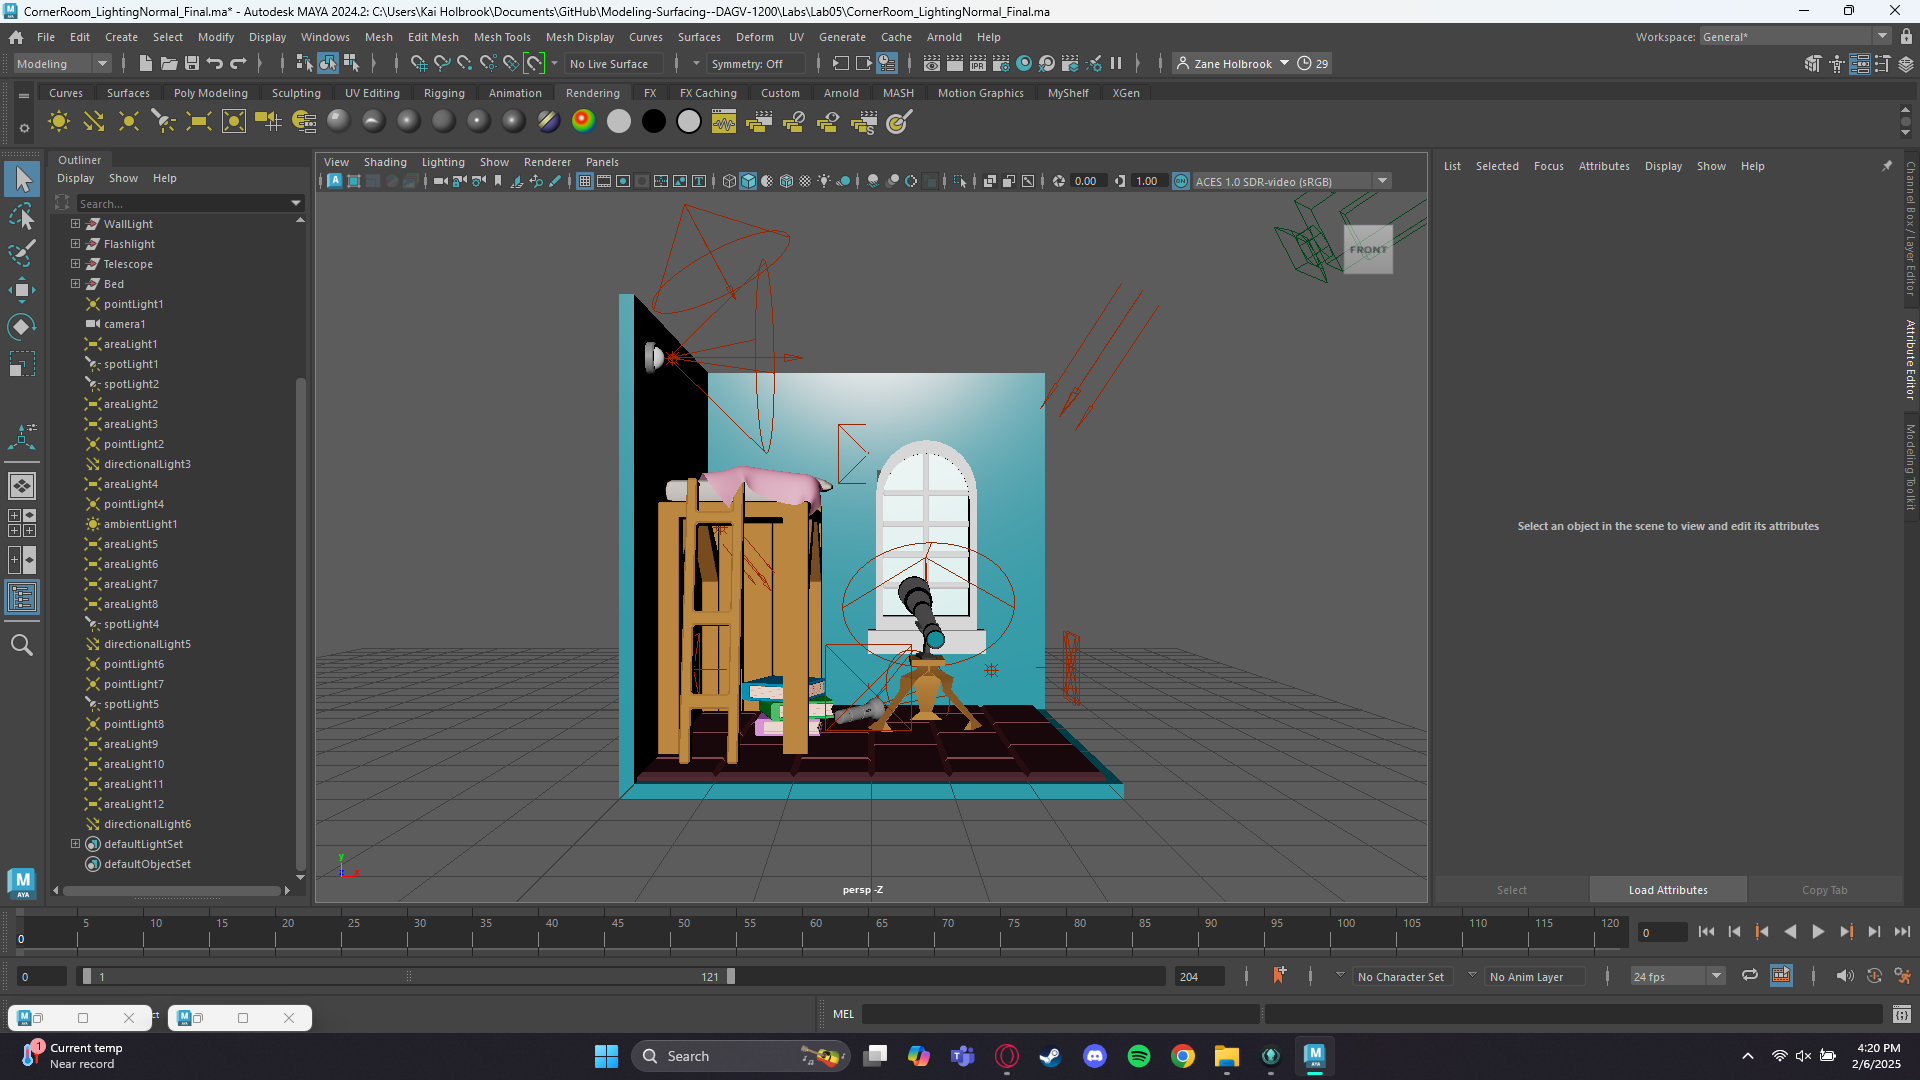 CornerRoom_LightingNormal_Final.ma* - Autodesk MAYA 2024.2: C:\Users\Kai Holbrook\Documents\GitHub\Modeling-Surfacing--DAGV-1200\Labs\Lab05\CornerRoom_LightingNormal_Final.ma
File Edit Create Select Modify Display Windows Mesh Edit Mesh Mesh Tools Mesh Display Curves Surfaces Deform UV Generate Cache Arnold Help
Workspace: General*
Modeling
No Live Surface
Symmetry: Off
Zane Holbrook
29
Curves Surfaces Poly Modeling Sculpting UV Editing Rigging Animation Rendering FX FX Caching Custom Arnold MASH Motion Graphics MyShelf XGen
Outliner
Display Show Help
Search...
WallLight
Flashlight
Telescope
Bed
pointLight1
camera1
areaLight1
spotLight1
spotLight2
areaLight2
areaLight3
pointLight2
directionalLight3
areaLight4
pointLight4
ambientLight1
areaLight5
areaLight6
areaLight7
areaLight8
spotLight4
directionalLight5
pointLight6
pointLight7
spotLight5
pointLight8
areaLight9
areaLight10
areaLight11
areaLight12
directionalLight6
defaultLightSet
defaultObjectSet
View Shading Lighting Show Renderer Panels
0.00
1.00
ACES 1.0 SDR-video (sRGB)
FRONT
y
persp -Z
List Selected Focus Attributes Display Show Help
Select an object in the scene to view and edit its attributes
Select
Load Attributes
Copy Tab
Channel Box / Layer Editor
Attribute Editor
Modeling Toolkit
IPR
ON
M
AYA
0
5 10 15 20 25 30 35 40 45 50 55 60 65 70 75 80 85 90 95 100 105 110 115 120
0
0
1
121
204
No Character Set
No Anim Layer
24 fps
ct
MEL
1
Current temp
Near record
Search
4:20 PM
2/6/2025